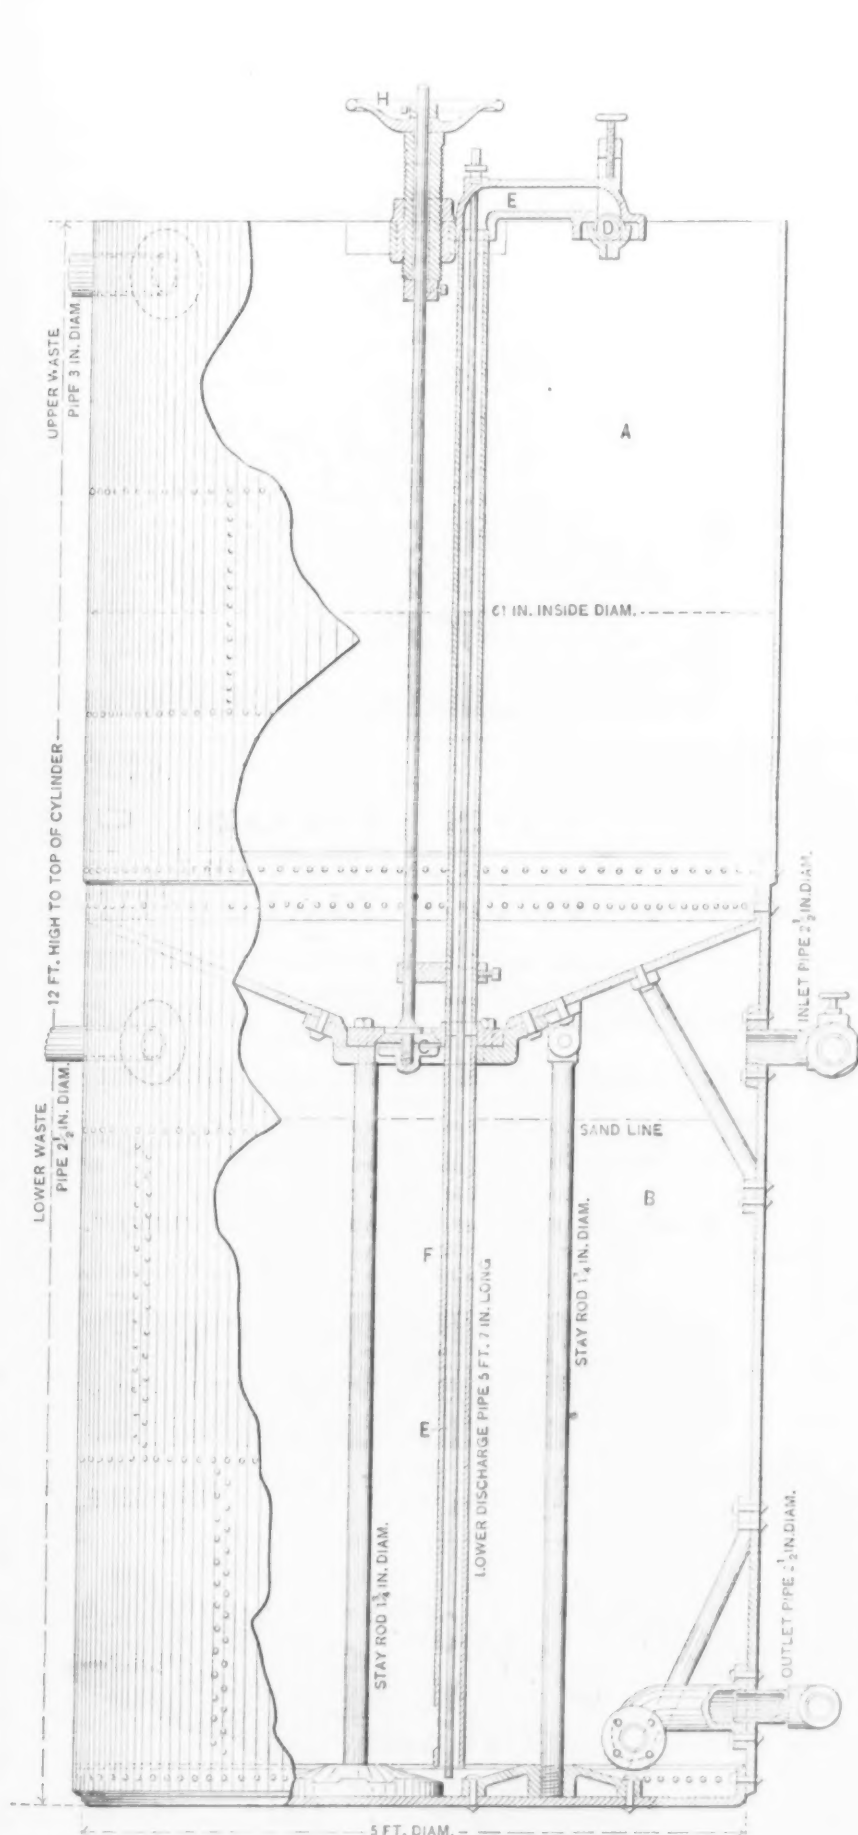 H
E
D
UPPER WASTE
PIPE 3 IN. DIAM
A
61 IN. INSIDE DIAM.
12 FT. HIGH TO TOP OF CYLINDER
INLET PIPE 2½ IN. DIAM.
LOWER WASTE
PIPE 2½ IN. DIAM.
SAND LINE
B
F
STAY ROD 1¼ IN. DIAM.
LOWER DISCHARGE PIPE 5 FT. 7 IN. LONG
E
STAY ROD 1¼ IN. DIAM.
OUTLET PIPE ½ IN. DIAM.
5 FT. DIAM.